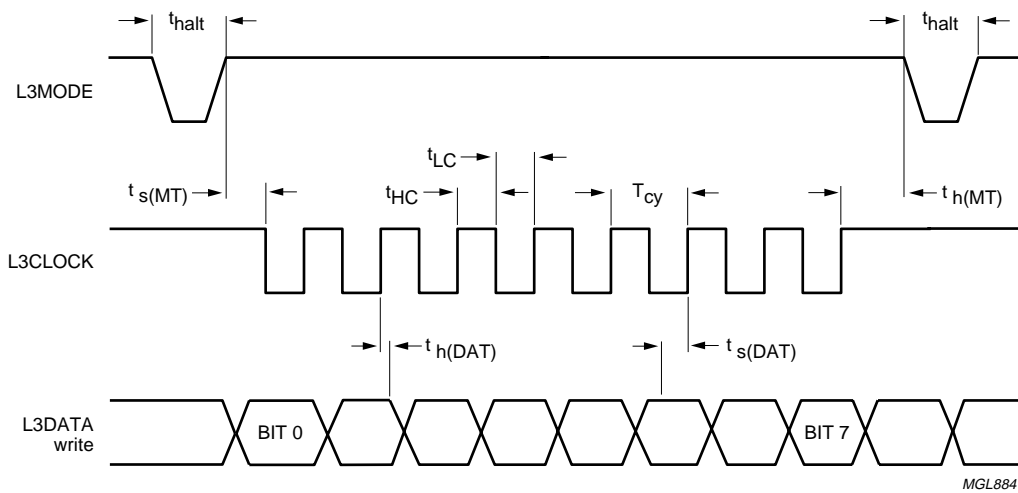 thalt
thalt
L3MODE
tLC
ts(MT)
tHC
Tcy
th(MT)
L3CLOCK
th(DAT)
ts(DAT)
L3DATA
write
BIT 0
BIT 7
MGL884